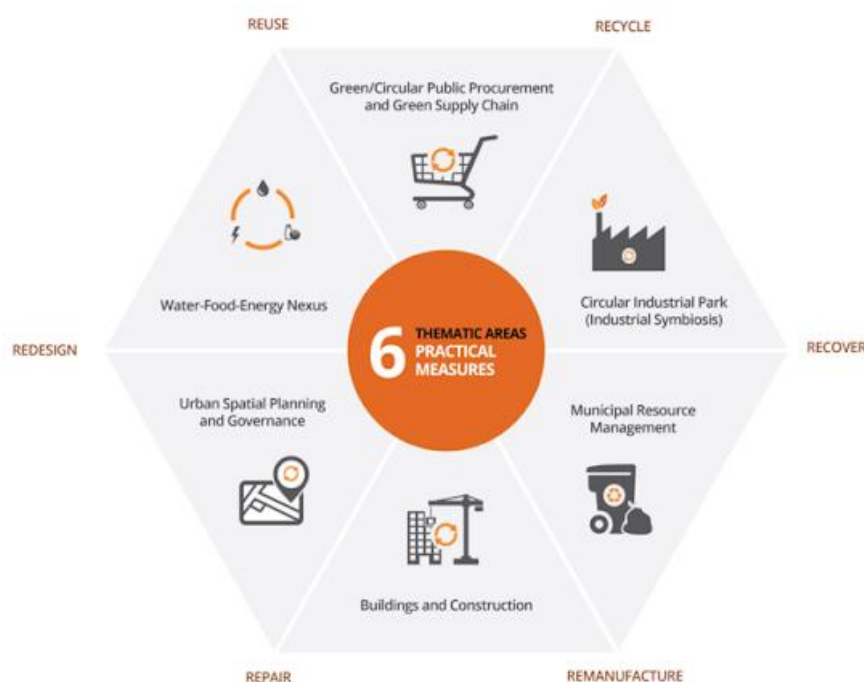 REUSE
RECYCLE
Green/Circular Public Procurement
and Green Supply Chain
Water-Food-Energy Nexus
Circular Industrial Park
(Industrial Symbiosis)
6
THEMATIC AREAS
PRACTICAL
MEASURES
REDESIGN
RECOVER
Urban Spatial Planning
and Governance
Municipal Resource
Management
Buildings and Construction
REPAIR
REMANUFACTURE